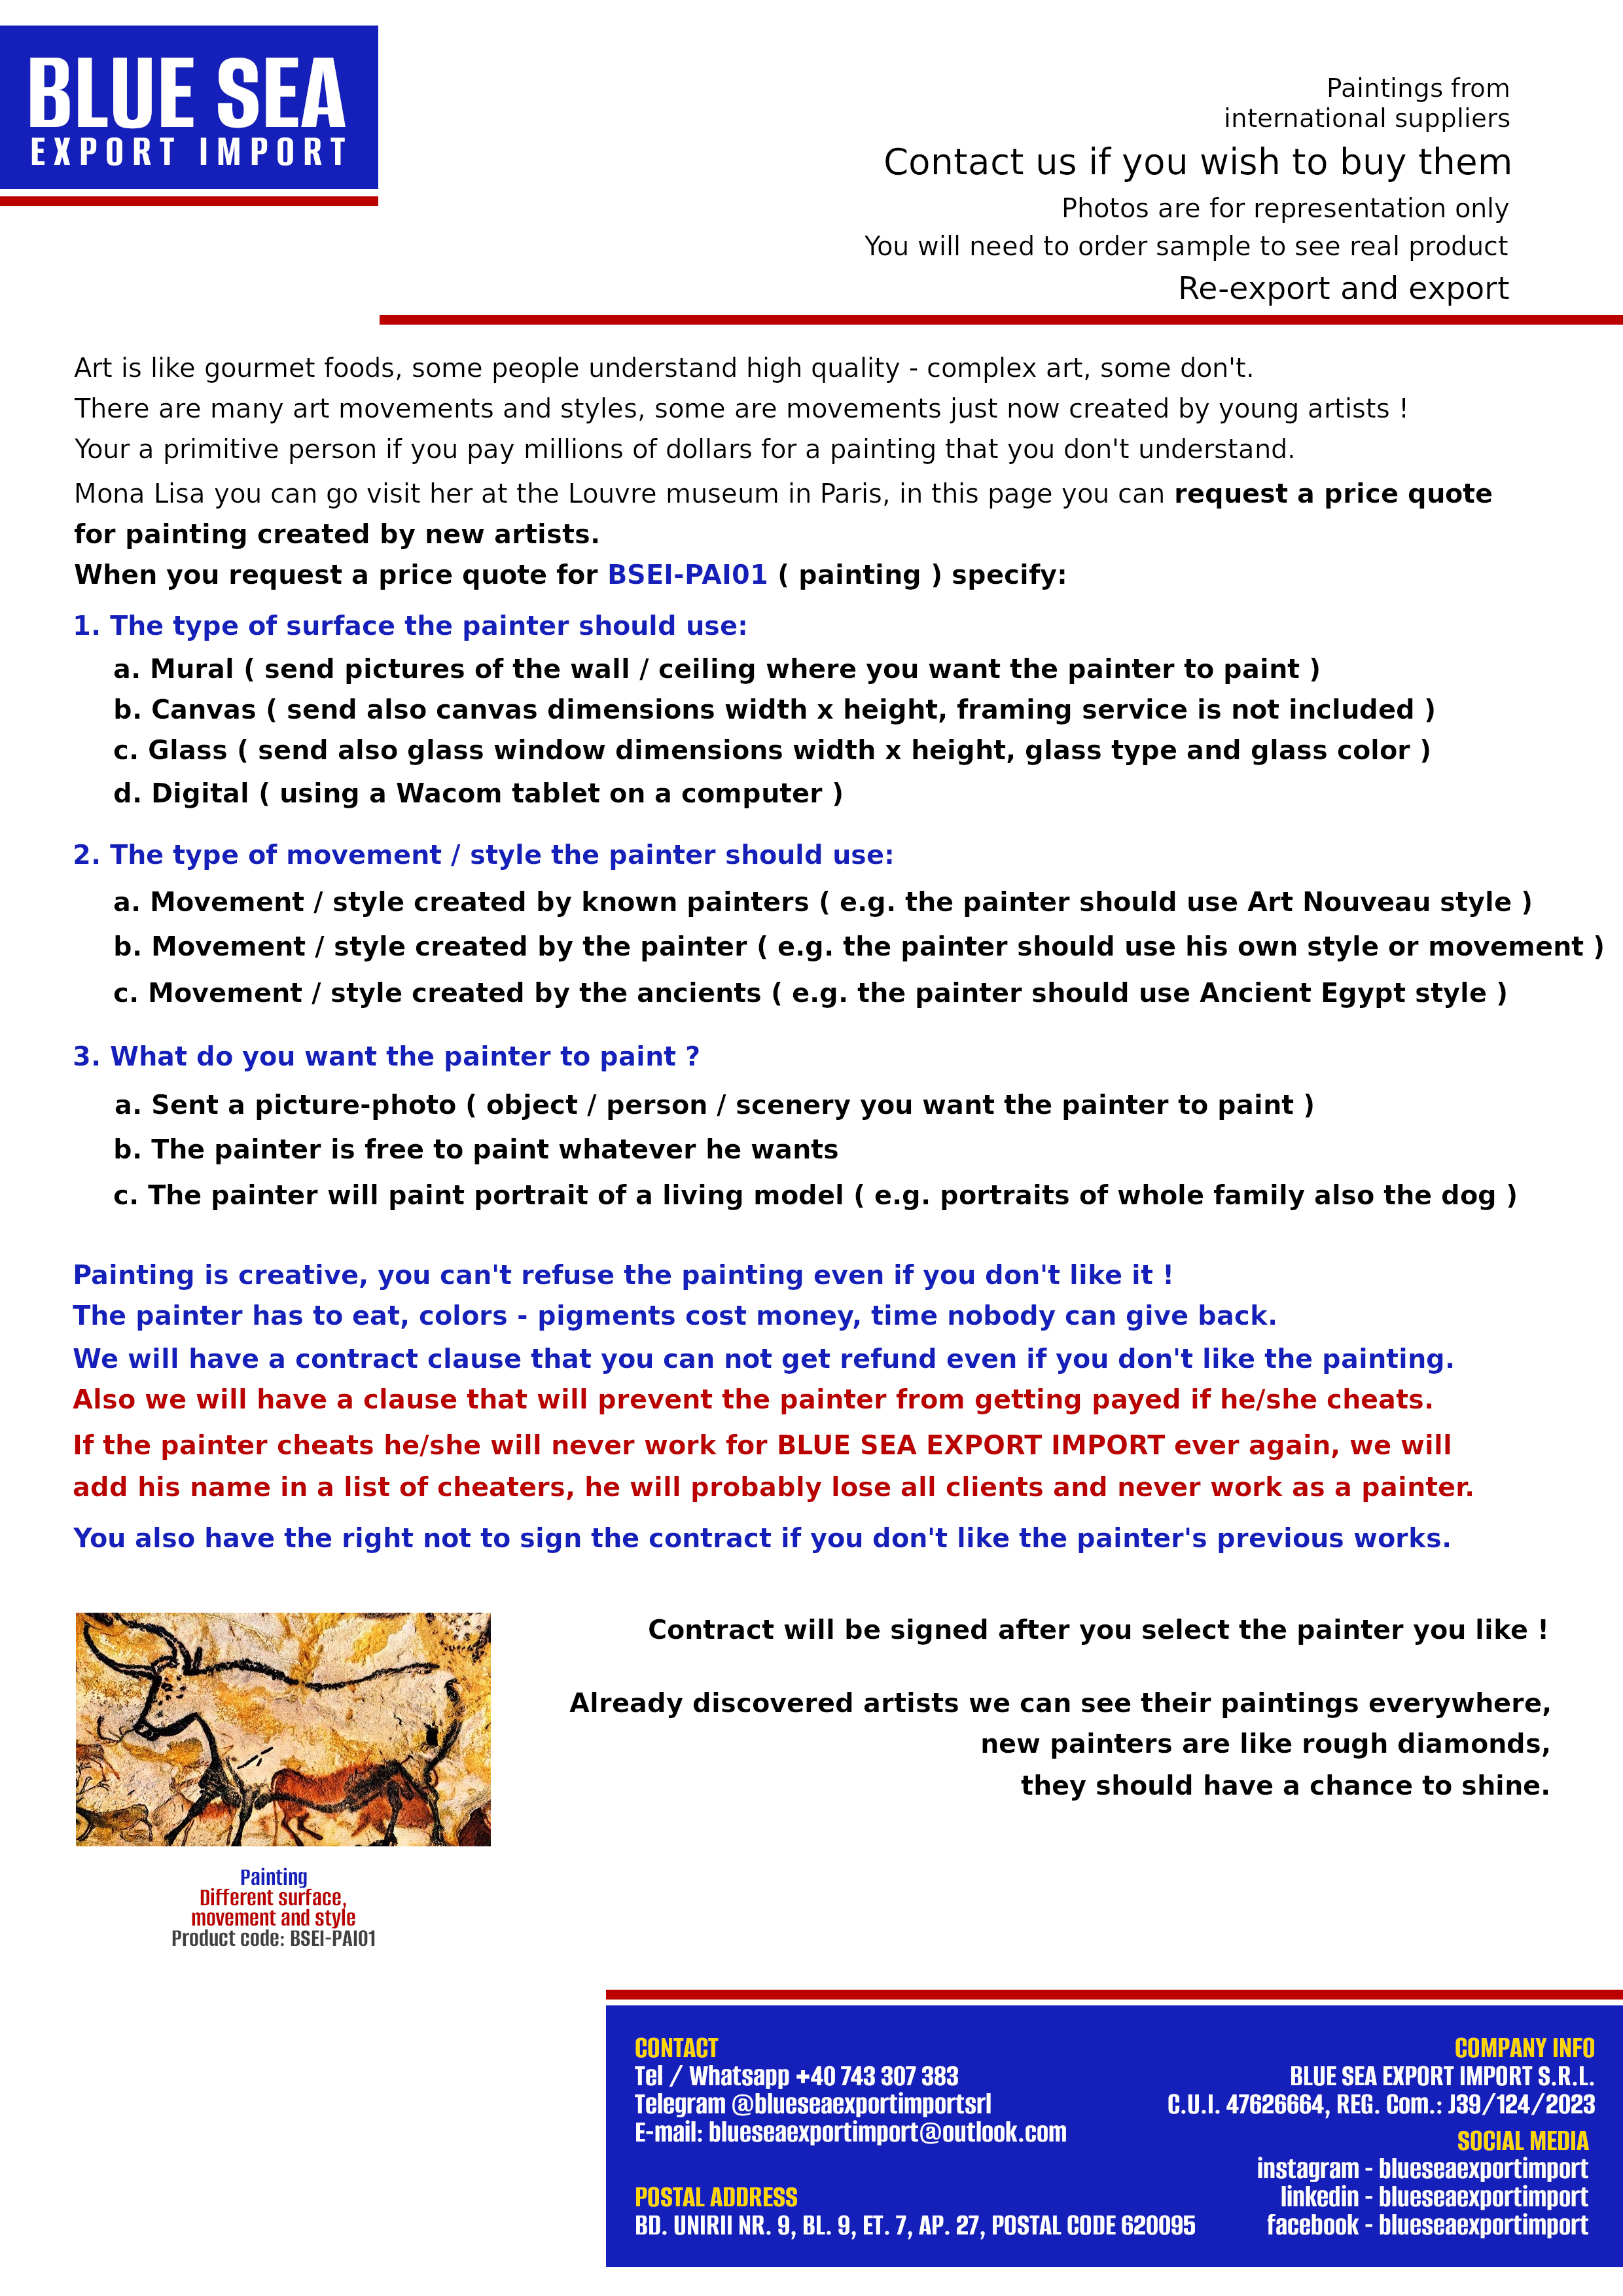 BLUE SEA
EXPORT IMPORT
Paintings from
international suppliers
Contact us if you wish to buy them
Photos are for representation only
You will need to order sample to see real product
Re-export and export
Art is like gourmet foods, some people understand high quality - complex art, some don't.
There are many art movements and styles, some are movements just now created by young artists !
Your a primitive person if you pay millions of dollars for a painting that you don't understand.
Mona Lisa you can go visit her at the Louvre museum in Paris, in this page you can request a price quote
for painting created by new artists.
When you request a price quote for BSEI-PAI01 ( painting ) specify:
1. The type of surface the painter should use:
a. Mural ( send pictures of the wall / ceiling where you want the painter to paint )
b. Canvas ( send also canvas dimensions width x height, framing service is not included )
c. Glass ( send also glass window dimensions width x height, glass type and glass color )
d. Digital ( using a Wacom tablet on a computer )
2. The type of movement / style the painter should use:
a. Movement / style created by known painters ( e.g. the painter should use Art Nouveau style )
b. Movement / style created by the painter ( e.g. the painter should use his own style or movement )
c. Movement / style created by the ancients ( e.g. the painter should use Ancient Egypt style )
3. What do you want the painter to paint ?
a. Sent a picture-photo ( object / person / scenery you want the painter to paint )
b. The painter is free to paint whatever he wants
c. The painter will paint portrait of a living model ( e.g. portraits of whole family also the dog )
Painting is creative, you can't refuse the painting even if you don't like it !
The painter has to eat, colors - pigments cost money, time nobody can give back.
We will have a contract clause that you can not get refund even if you don't like the painting.
Also we will have a clause that will prevent the painter from getting payed if he/she cheats.
If the painter cheats he/she will never work for BLUE SEA EXPORT IMPORT ever again, we will
add his name in a list of cheaters, he will probably lose all clients and never work as a painter.
You also have the right not to sign the contract if you don't like the painter's previous works.
Contract will be signed after you select the painter you like !
Already discovered artists we can see their paintings everywhere,
new painters are like rough diamonds,
they should have a chance to shine.
Painting
Different surface,
movement and style
Product code: BSEI-PAI01
CONTACT
Tel / Whatsapp +40 743 307 383
Telegram @blueseaexportimportsrl
E-mail: blueseaexportimport@outlook.com
POSTAL ADDRESS
BD. UNIRII NR. 9, BL. 9, ET. 7, AP. 27, POSTAL CODE 620095
COMPANY INFO
BLUE SEA EXPORT IMPORT S.R.L.
C.U.I. 47626664, REG. Com.: J39/124/2023
SOCIAL MEDIA
instagram - blueseaexportimport
linkedin - blueseaexportimport
facebook - blueseaexportimport